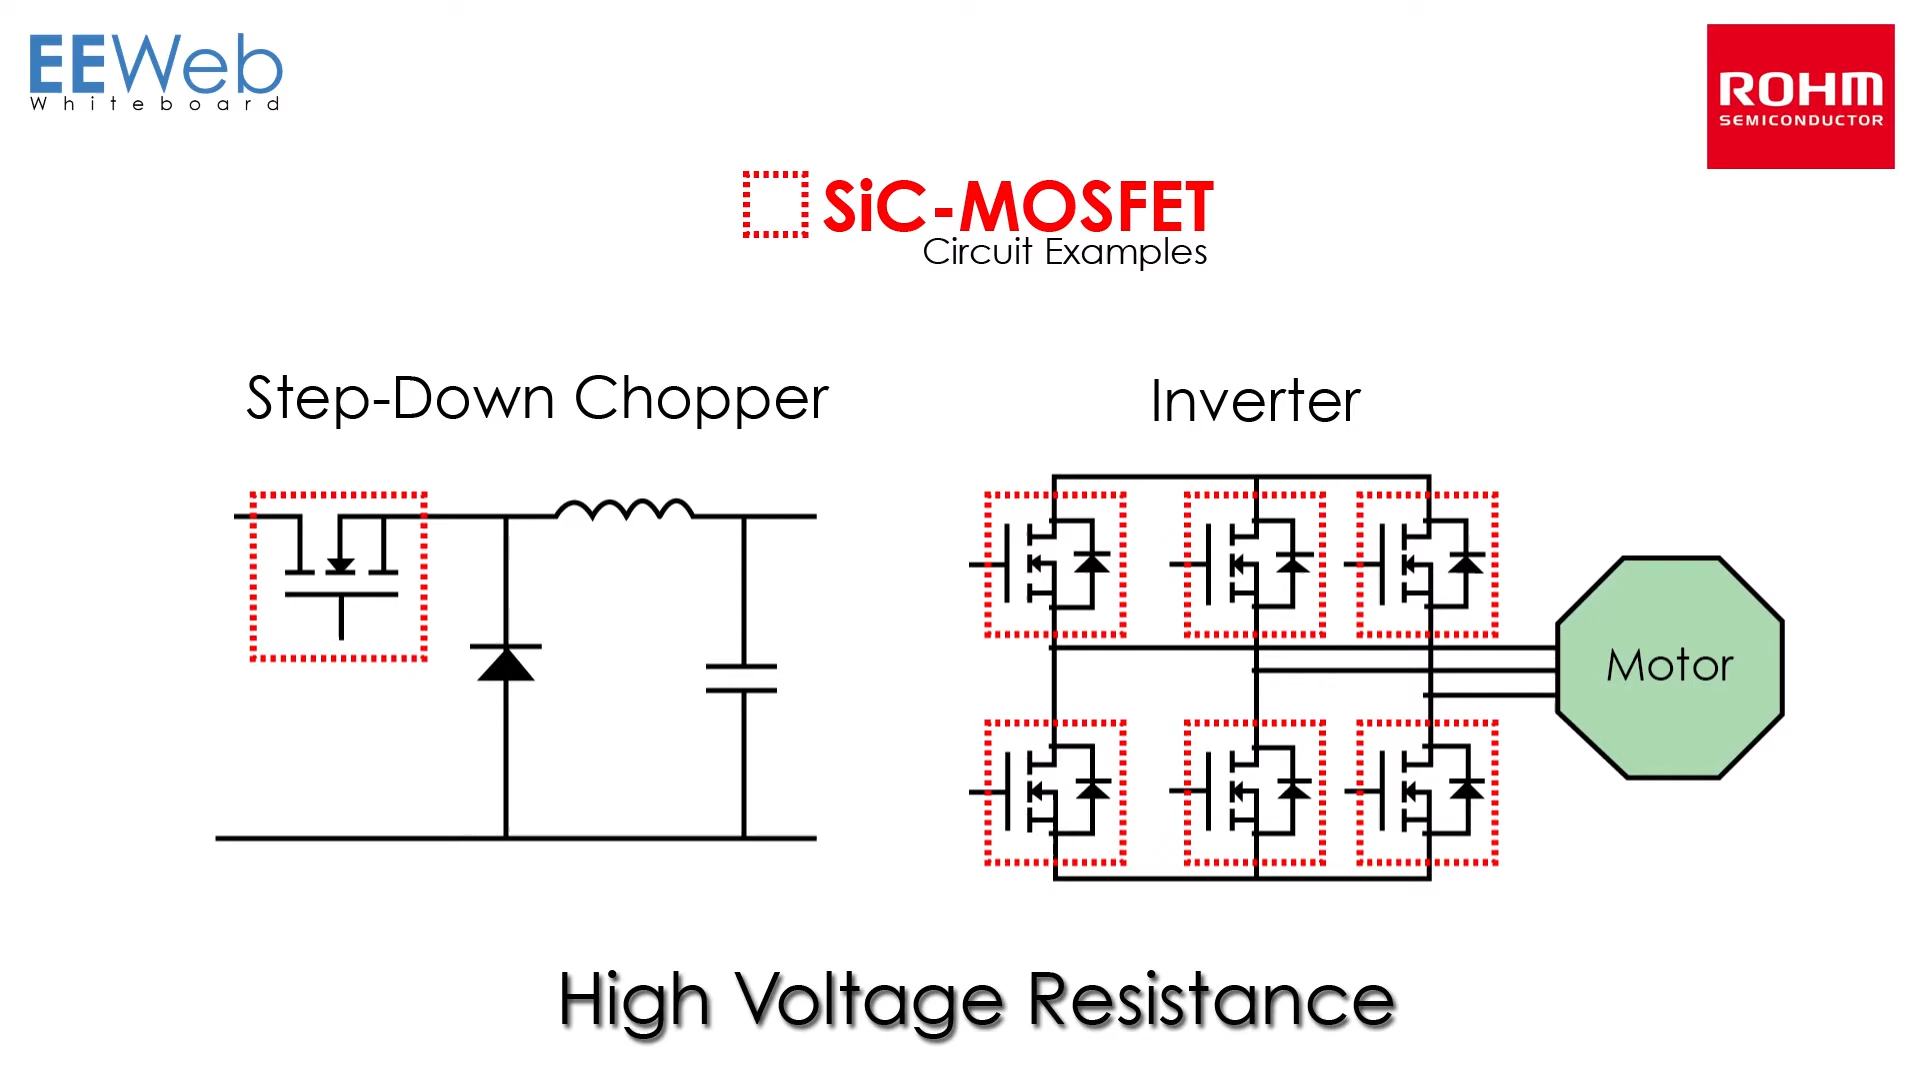 EEWeb
Whiteboard
ROHM
SEMICONDUCTOR
SiC-MOSFET
Circuit Examples
Step-Down Chopper
Inverter
Motor
High Voltage Resistance